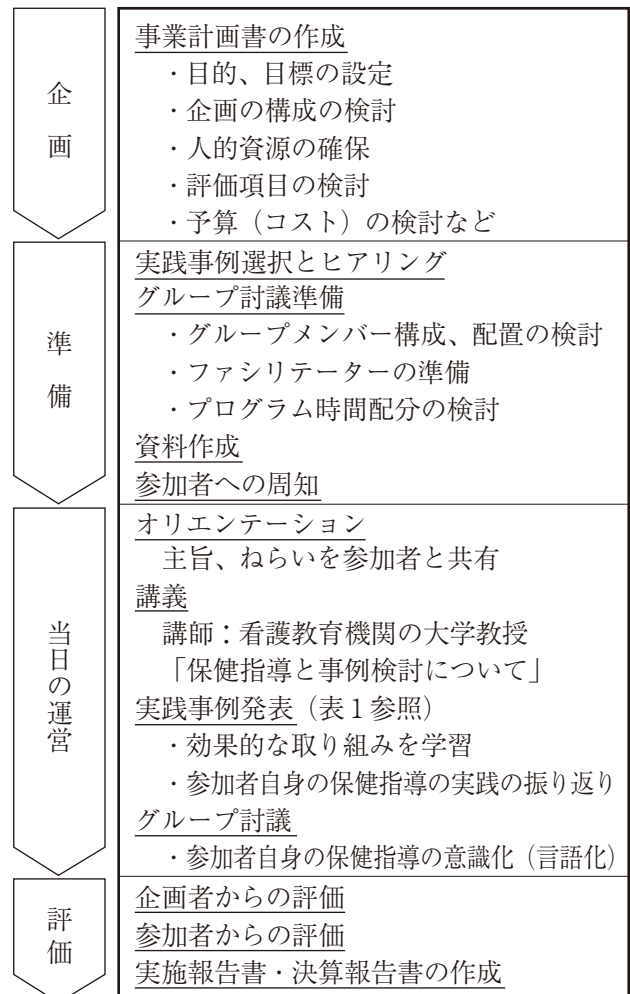 企画
事業計画書の作成
・目的、目標の設定
・企画の構成の検討
・人的資源の確保
・評価項目の検討
・予算（コスト）の検討など
準備
実践事例選択とヒアリング
グループ討議準備
・グループメンバー構成、配置の検討
・ファシリテーターの準備
・プログラム時間配分の検討
資料作成
参加者への周知
当日の運営
オリエンテーション
主旨、ねらいを参加者と共有
講義
講師：看護教育機関の大学教授
「保健指導と事例検討について」
実践事例発表（表1参照）
・効果的な取り組みを学習
・参加者自身の保健指導の実践の振り返り
グループ討議
・参加者自身の保健指導の意識化（言語化）
評価
企画者からの評価
参加者からの評価
実施報告書・決算報告書の作成